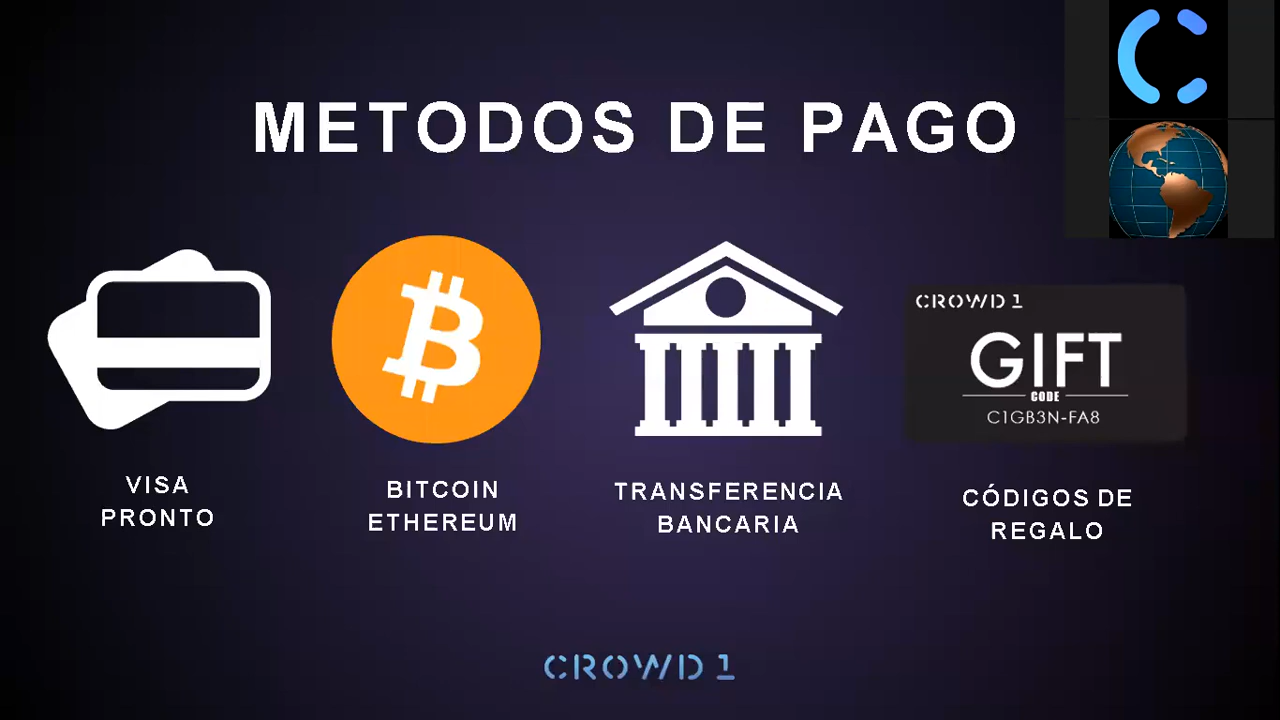 METODOS DE PAGO
CROWD 1
GIFT
CODE
C1GB3N-FA8
VISA
PRONTO
BITCOIN
ETHEREUM
TRANSFERENCIA
BANCARIA
CÓDIGOS DE
REGALO
CROWD 1